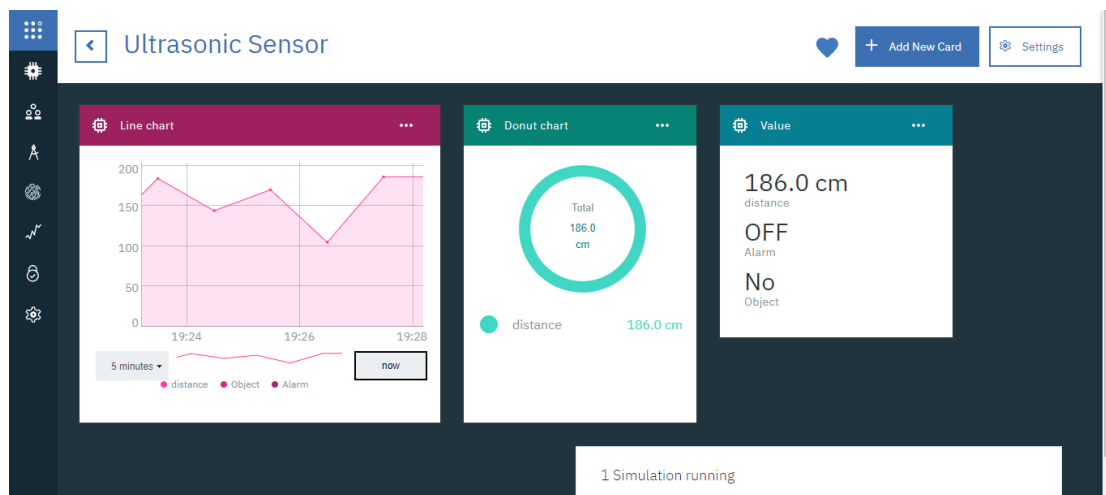 Ultrasonic Sensor
+ Add New Card
Settings
Line chart
200
150
100
50
0
19:24
19:26
19:28
5 minutes
now
distance
Object
Alarm
Donut chart
Total
186.0
cm
distance 186.0 cm
Value
186.0 cm
distance
OFF
Alarm
No
Object
1 Simulation running